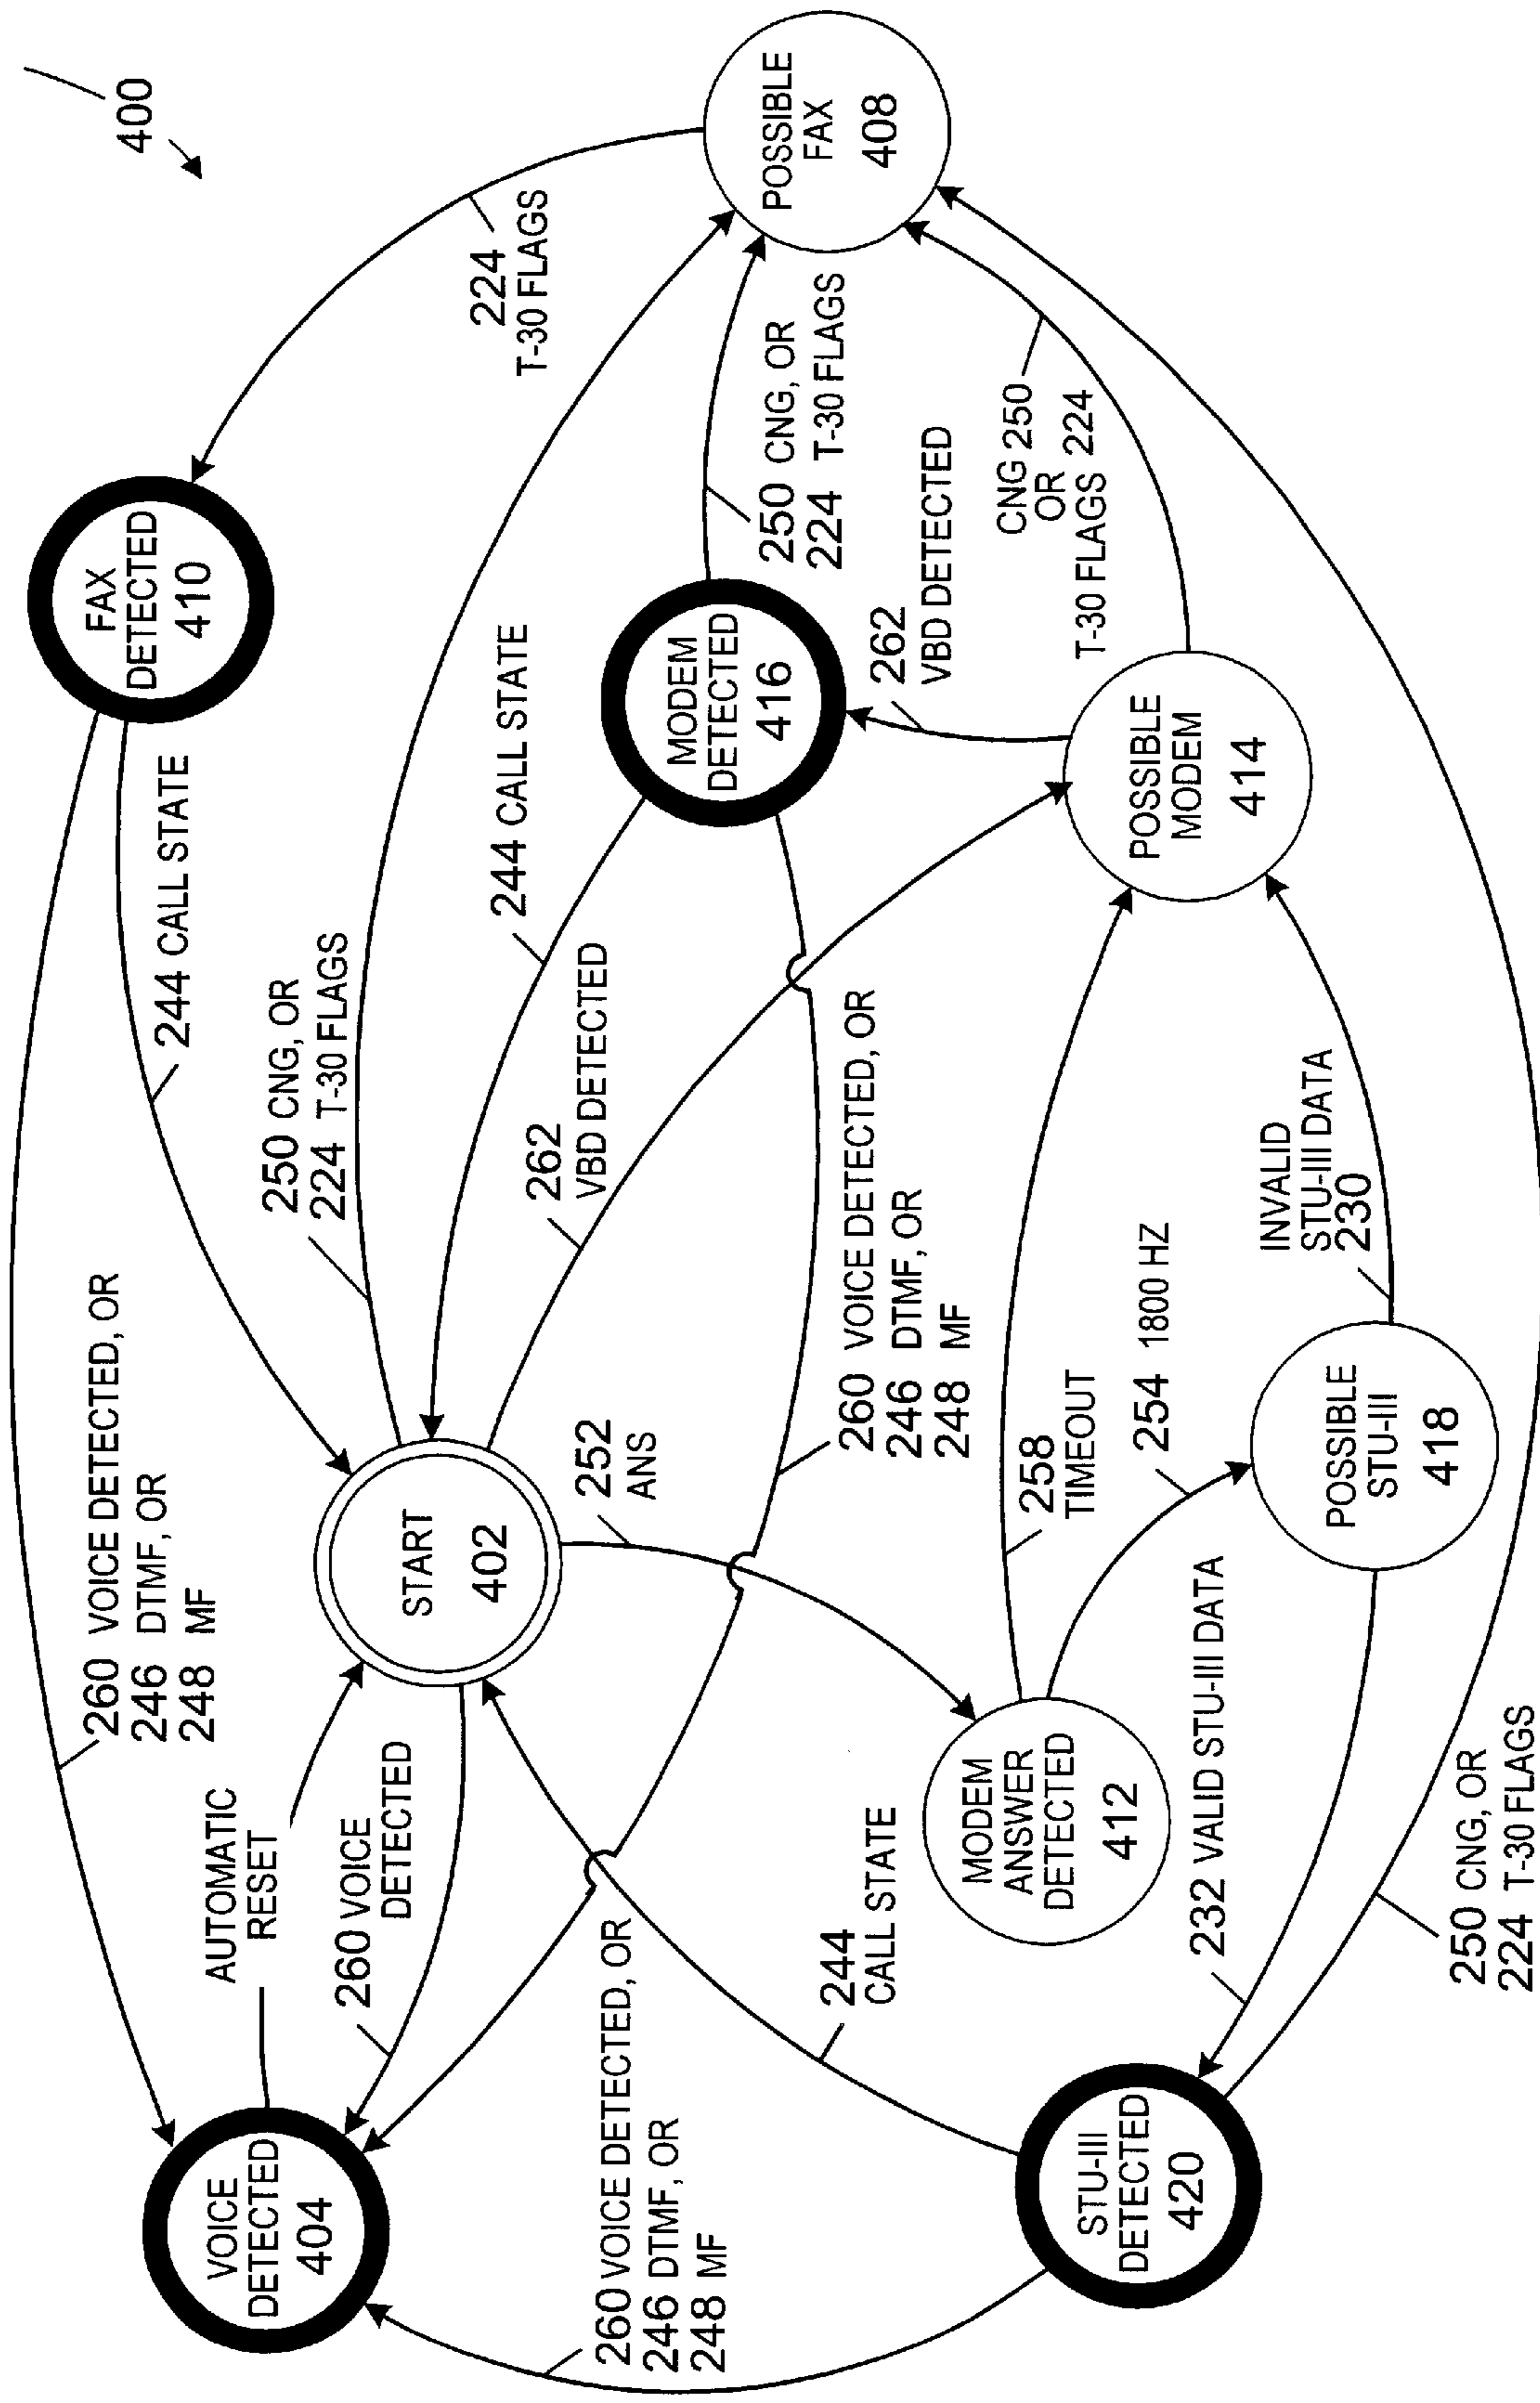 400
260 VOICE DETECTED, OR
246 DTMF, OR
248 MF
244 CALL STATE
FAX
DETECTED
410
224
T-30 FLAGS
VOICE
DETECTED
404
AUTOMATIC
RESET
260 VOICE
DETECTED
START
402
250 CNG, OR
224 T-30 FLAGS
244 CALL STATE
262
VBD DETECTED
252
ANS
MODEM
DETECTED
416
250 CNG, OR
224 T-30 FLAGS
POSSIBLE
FAX
408
260 VOICE DETECTED, OR
246 DTMF, OR
248 MF
260 VOICE DETECTED, OR
246 DTMF, OR
248 MF
262
VBD DETECTED
CNG 250
OR
T-30 FLAGS 224
244
CALL STATE
MODEM
ANSWER
DETECTED
412
258
TIMEOUT
254 1800 HZ
POSSIBLE
MODEM
414
STU-III
DETECTED
420
232 VALID STU-III DATA
POSSIBLE
STU-III
418
INVALID
STU-III DATA
230
250 CNG, OR
224 T-30 FLAGS